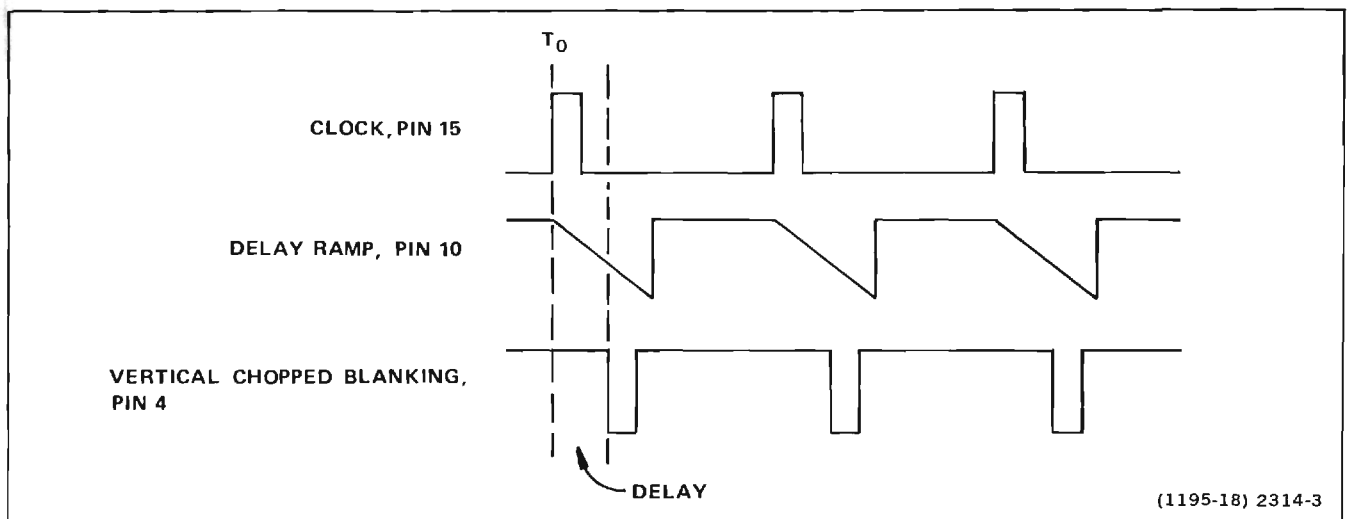 T0
CLOCK, PIN 15
DELAY RAMP, PIN 10
VERTICAL CHOPPED BLANKING,
PIN 4
DELAY
(1195-18) 2314-3